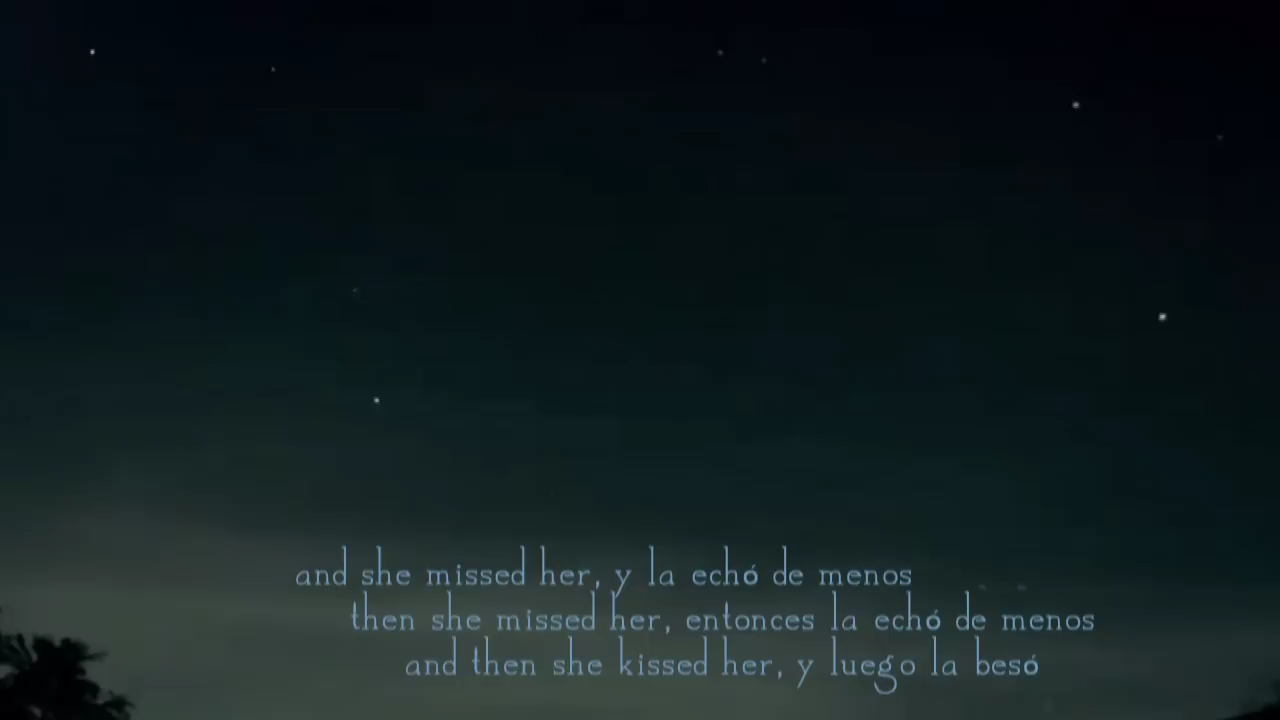 and she missed her, y la echó de menos
then she missed her, entonces la echó de menos
and then she kissed her, y luego la besó